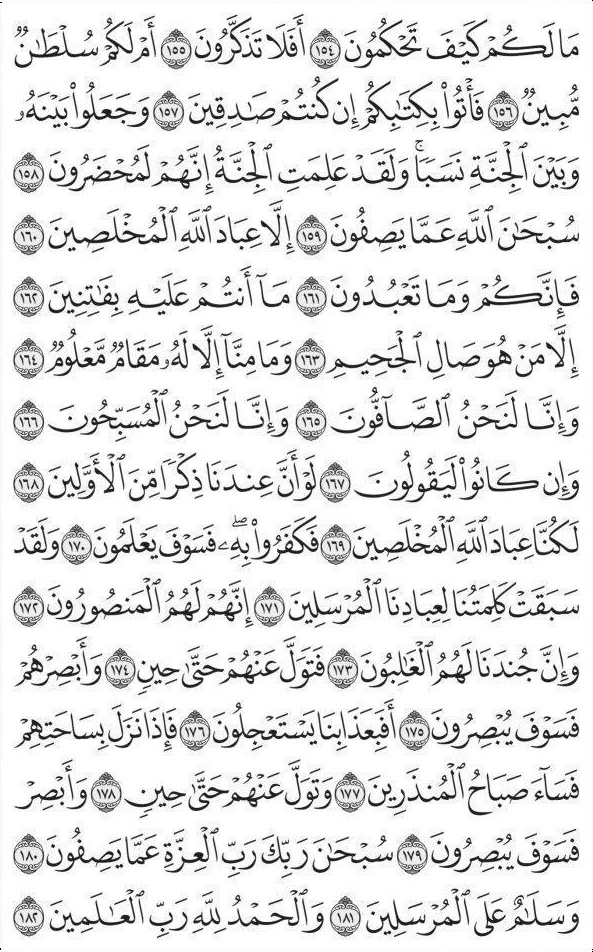 مَا لَكُمْ كَيْفَ تَحْكُمُونَ ١٥٤ أَفَلَا تَذَكَّرُونَ ١٥٥ أَمْ لَكُمْ سُلْطَٰنٌ
مُّبِينٌ ١٥٦ فَأْتُوا۟ بِكِتَٰبِكُمْ إِن كُنتُمْ صَٰدِقِينَ ١٥٧ وَجَعَلُوا۟ بَيْنَهُۥ
وَبَيْنَ ٱلْجِنَّةِ نَسَبًا ۚ وَلَقَدْ عَلِمَتِ ٱلْجِنَّةُ إِنَّهُمْ لَمُحْضَرُونَ ١٥٨
سُبْحَٰنَ ٱللَّهِ عَمَّا يَصِفُونَ ١٥٩ إِلَّا عِبَادَ ٱللَّهِ ٱلْمُخْلَصِينَ ١٦٠
فَإِنَّكُمْ وَمَا تَعْبُدُونَ ١٦١ مَآ أَنتُمْ عَلَيْهِ بِفَٰتِنِينَ ١٦٢
إِلَّا مَنْ هُوَ صَالِ ٱلْجَحِيمِ ١٦٣ وَمَا مِنَّآ إِلَّا لَهُۥ مَقَامٌ مَّعْلُومٌ ١٦٤
وَإِنَّا لَنَحْنُ ٱلصَّآفُّونَ ١٦٥ وَإِنَّا لَنَحْنُ ٱلْمُسَبِّحُونَ ١٦٦
وَإِن كَانُوا۟ لَيَقُولُونَ ١٦٧ لَوْ أَنَّ عِندَنَا ذِكْرًا مِّنَ ٱلْأَوَّلِينَ ١٦٨
لَكُنَّا عِبَادَ ٱللَّهِ ٱلْمُخْلَصِينَ ١٦٩ فَكَفَرُوا۟ بِهِۦ ۖ فَسَوْفَ يَعْلَمُونَ ١٧٠ وَلَقَدْ
سَبَقَتْ كَلِمَتُنَا لِعِبَادِنَا ٱلْمُرْسَلِينَ ١٧١ إِنَّهُمْ لَهُمُ ٱلْمَنصُورُونَ ١٧٢
وَإِنَّ جُندَنَا لَهُمُ ٱلْغَٰلِبُونَ ١٧٣ فَتَوَلَّ عَنْهُمْ حَتَّىٰ حِينٍ ١٧٤ وَأَبْصِرْهُمْ
فَسَوْفَ يُبْصِرُونَ ١٧٥ أَفَبِعَذَابِنَا يَسْتَعْجِلُونَ ١٧٦ فَإِذَا نَزَلَ بِسَاحَتِهِمْ
فَسَآءَ صَبَاحُ ٱلْمُنذَرِينَ ١٧٧ وَتَوَلَّ عَنْهُمْ حَتَّىٰ حِينٍ ١٧٨ وَأَبْصِرْ
فَسَوْفَ يُبْصِرُونَ ١٧٩ سُبْحَٰنَ رَبِّكَ رَبِّ ٱلْعِزَّةِ عَمَّا يَصِفُونَ ١٨٠
وَسَلَٰمٌ عَلَى ٱلْمُرْسَلِينَ ١٨١ وَٱلْحَمْدُ لِلَّهِ رَبِّ ٱلْعَٰلَمِينَ ١٨٢